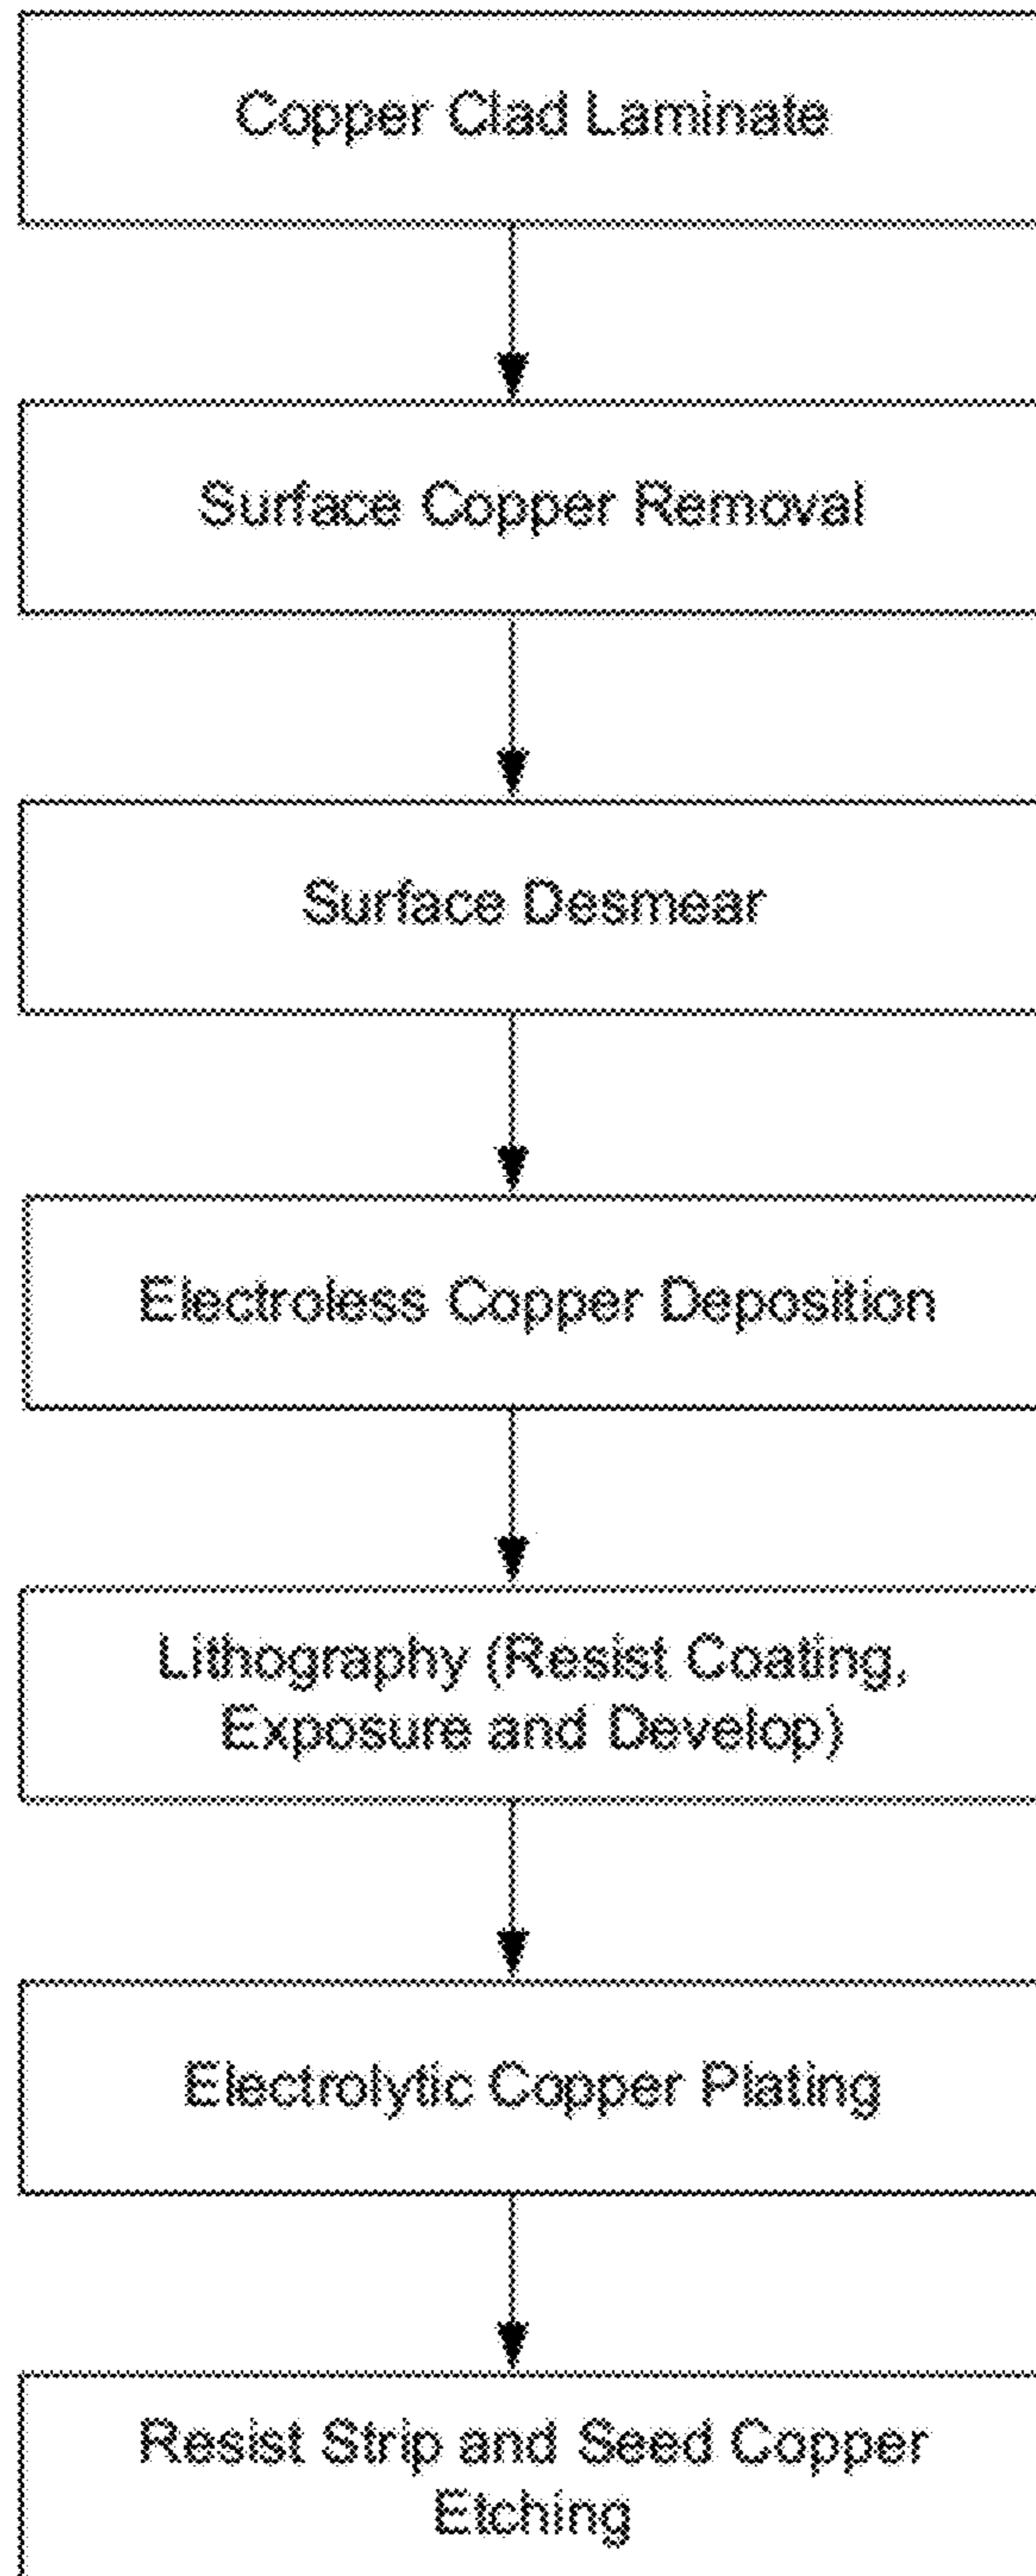 Copper Clad Laminate
Surface Copper Removal
Surface Desmear
Electroless Copper Deposition
Lithography (Resist Coating,
Exposure and Develop)
Electrolytic Copper Plating
Resist Strip and Seed Copper
Etching